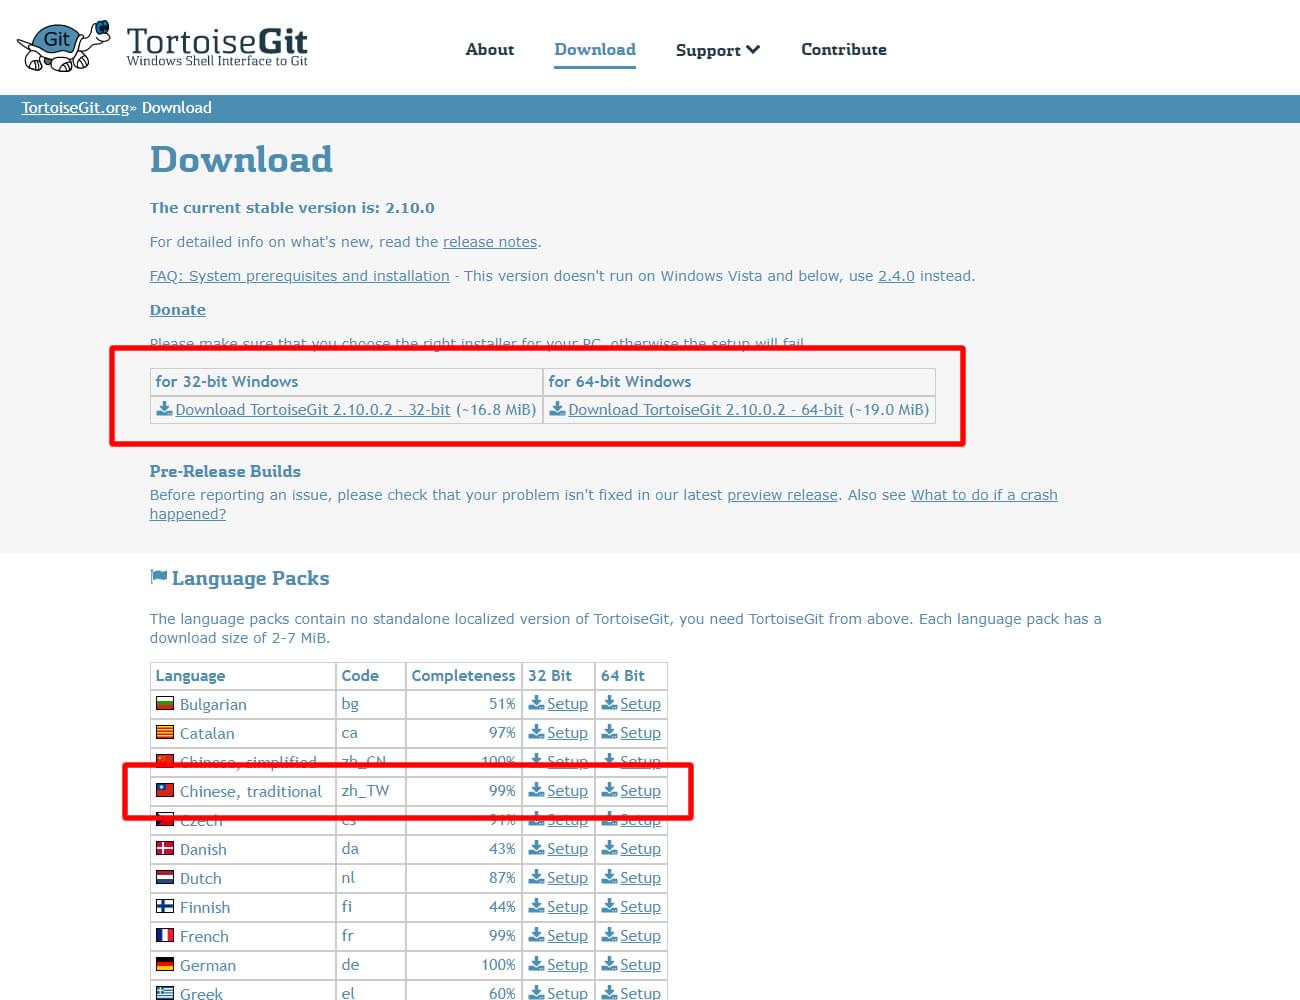 Git
TortoiseGit
Windows Shell Interface to Git
About Download Support Contribute
TortoiseGit.org» Download
Download
The current stable version is: 2.10.0
For detailed info on what's new, read the release notes.
FAQ: System prerequisites and installation - This version doesn't run on Windows Vista and below, use 2.4.0 instead.
Donate
Please make sure that you choose the right installer for your PC, otherwise the setup will fail.
for 32-bit Windows for 64-bit Windows
Download TortoiseGit 2.10.0.2 - 32-bit (~16.8 MiB) Download TortoiseGit 2.10.0.2 - 64-bit (~19.0 MiB)
Pre-Release Builds
Before reporting an issue, please check that your problem isn't fixed in our latest preview release. Also see What to do if a crash
happened?
Language Packs
The language packs contain no standalone localized version of TortoiseGit, you need TortoiseGit from above. Each language pack has a
download size of 2-7 MiB.
Language Code Completeness 32 Bit 64 Bit
Bulgarian bg 51% Setup Setup
Catalan ca 97% Setup Setup
Chinese, simplified zh_CN 100% Setup Setup
Chinese, traditional zh_TW 99% Setup Setup
Czech cs 91% Setup Setup
Danish da 43% Setup Setup
Dutch nl 87% Setup Setup
Finnish fi 44% Setup Setup
French fr 99% Setup Setup
German de 100% Setup Setup
Greek el 60% Setup Setup